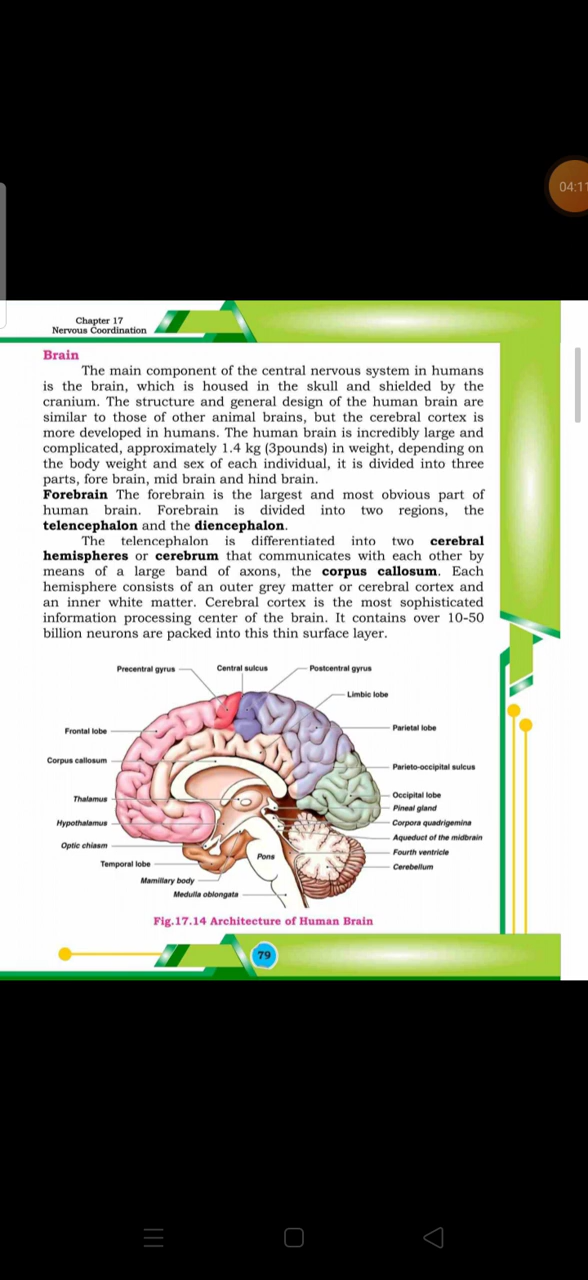 04:11
Chapter 17
Nervous Coordination
Brain
The main component of the central nervous system in humans
is the brain, which is housed in the skull and shielded by the
cranium. The structure and general design of the human brain are
similar to those of other animal brains, but the cerebral cortex is
more developed in humans. The human brain is incredibly large and
complicated, approximately 1.4 kg (3pounds) in weight, depending on
the body weight and sex of each individual, it is divided into three
parts, fore brain, mid brain and hind brain.
Forebrain The forebrain is the largest and most obvious part of
human brain. Forebrain is divided into two regions, the
telencephalon and the diencephalon.
The telencephalon is differentiated into two cerebral
hemispheres or cerebrum that communicates with each other by
means of a large band of axons, the corpus callosum. Each
hemisphere consists of an outer grey matter or cerebral cortex and
an inner white matter. Cerebral cortex is the most sophisticated
information processing center of the brain. It contains over 10-50
billion neurons are packed into this thin surface layer.
Precentral gyrus
Central sulcus
Postcentral gyrus
Limbic lobe
Frontal lobe
Parietal lobe
Corpus callosum
Parieto-occipital sulcus
Thalamus
Occipital lobe
Pineal gland
Hypothalamus
Corpora quadrigemina
Aqueduct of the midbrain
Optic chiasm
Fourth ventricle
Pons
Temporal lobe
Cerebellum
Mamillary body
Medulla oblongata
Fig.17.14 Architecture of Human Brain
79